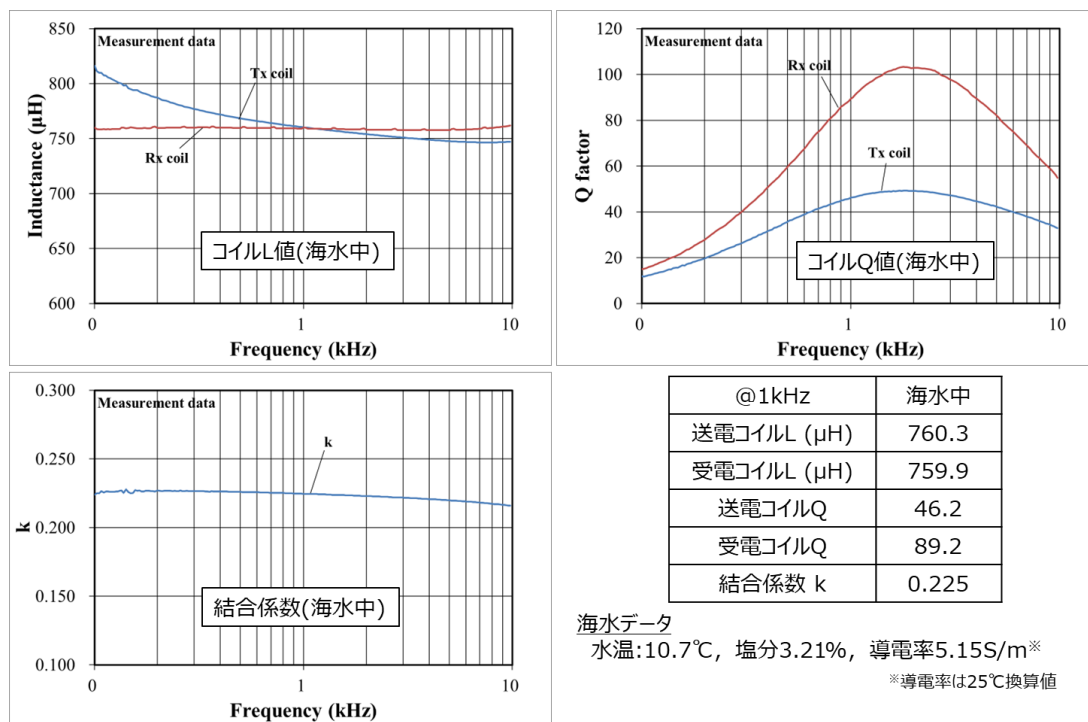 Measurement data
850
800
750
700
650
600
Inductance (μH)
Tx coil
Rx coil
コイルL値(海水中)
0
1
10
Frequency (kHz)
Measurement data
120
100
80
60
40
20
0
Q factor
Rx coil
Tx coil
コイルQ値(海水中)
0
1
10
Frequency (kHz)
Measurement data
0.300
0.250
0.200
0.150
0.100
k
k
結合係数(海水中)
0
1
10
Frequency (kHz)
@1kHz 海水中
送電コイルL (μH) 760.3
受電コイルL (μH) 759.9
送電コイルQ 46.2
受電コイルQ 89.2
結合係数 k 0.225
海水データ
水温:10.7℃, 塩分3.21%, 導電率5.15S/m※
※導電率は25℃換算値